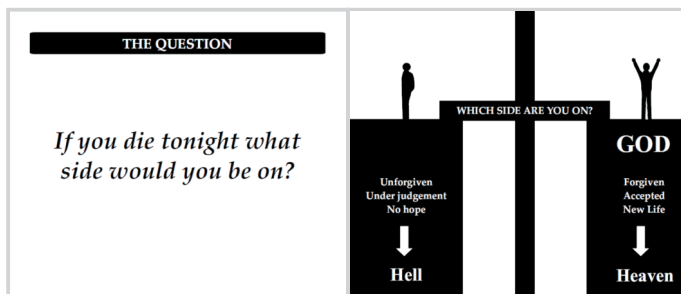 THE QUESTION
If you die tonight what
side would you be on?
WHICH SIDE ARE YOU ON?
Unforgiven
Under judgement
No hope
Hell
GOD
Forgiven
Accepted
New Life
Heaven